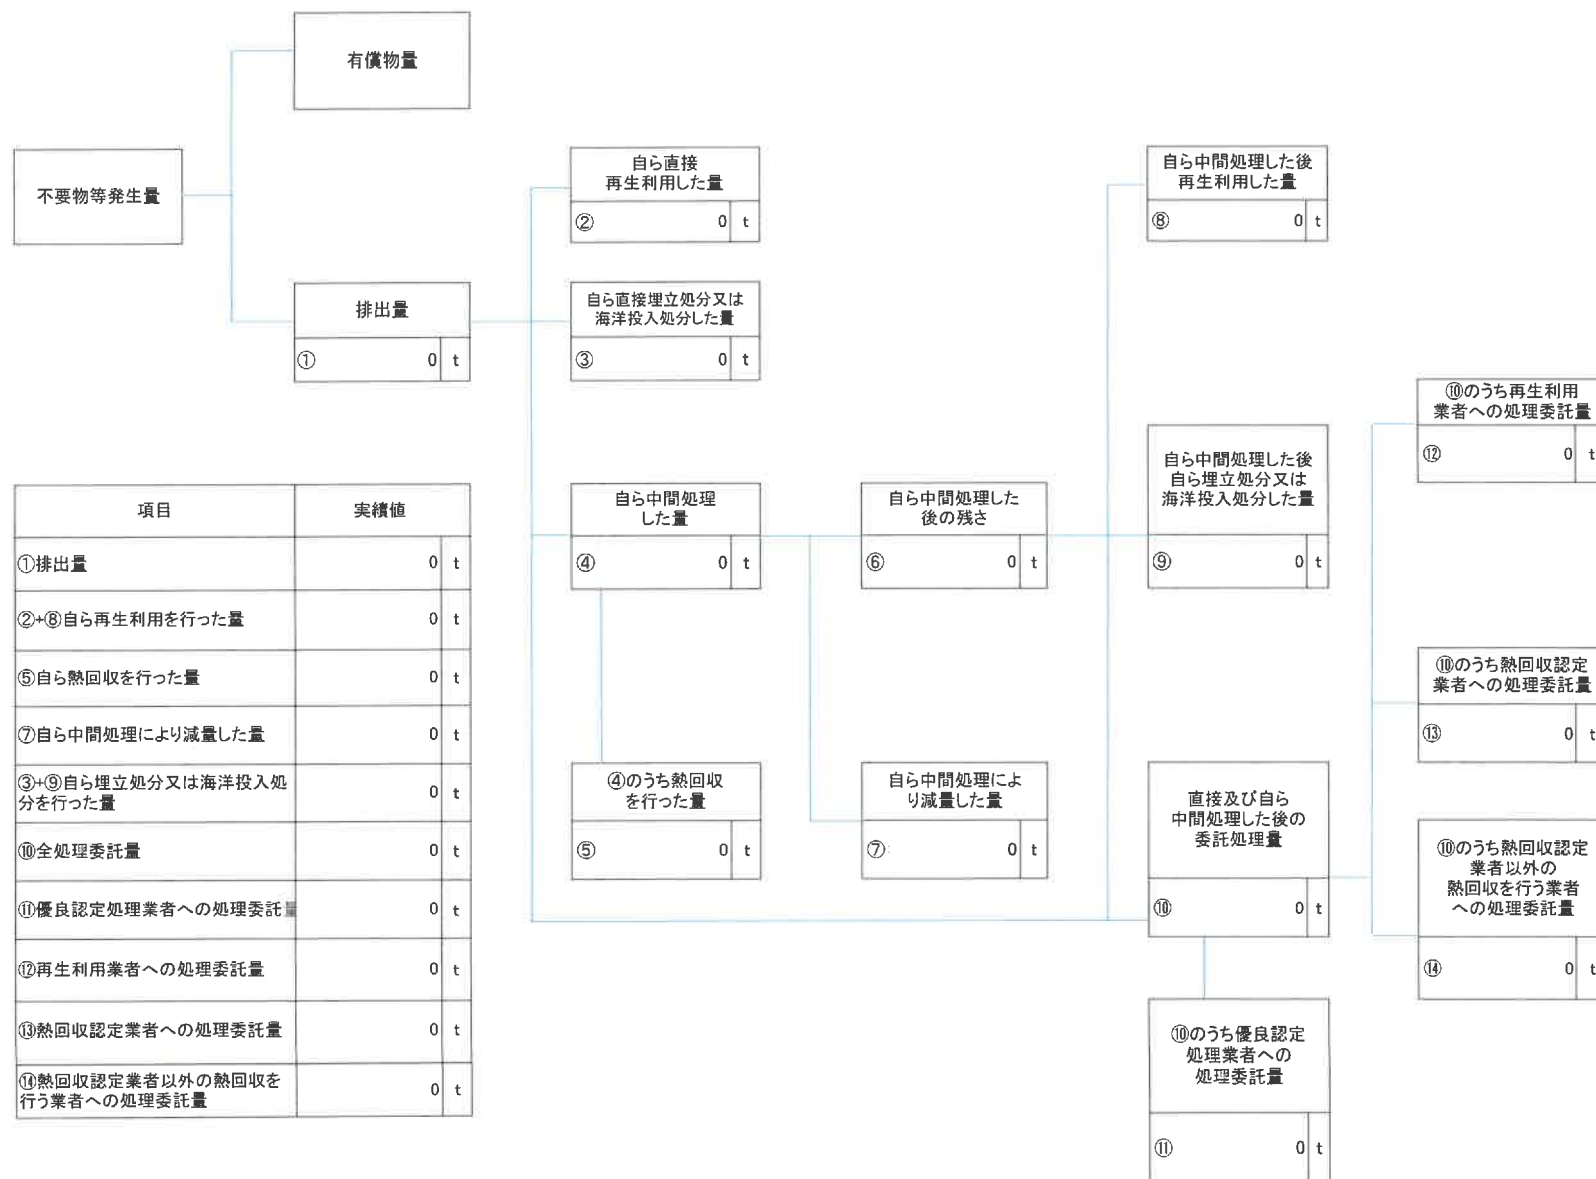 有償物量
不要物等発生量
排出量
① 0 t
自ら直接
再生利用した量
② 0 t
自ら直接埋立処分又は
海洋投入処分した量
③ 0 t
自ら中間処理
した量
④ 0 t
④のうち熱回収
を行った量
⑤ 0 t
自ら中間処理した
後の残さ
⑥ 0 t
自ら中間処理によ
り減量した量
⑦ 0 t
自ら中間処理した後
再生利用した量
⑧ 0 t
自ら中間処理した後
自ら埋立処分又は
海洋投入処分した量
⑨ 0 t
直接及び自ら
中間処理した後の
委託処理量
⑩ 0 t
⑩のうち優良認定
処理業者への
処理委託量
⑪ 0 t
⑩のうち再生利用
業者への処理委託量
⑫ 0 t
⑩のうち熱回収認定
業者への処理委託量
⑬ 0 t
⑩のうち熱回収認定
業者以外の
熱回収を行う業者
への処理委託量
⑭ 0 t
項目 実績値
①排出量 0 t
②+⑧自ら再生利用を行った量 0 t
⑤自ら熱回収を行った量 0 t
⑦自ら中間処理により減量した量 0 t
③+⑨自ら埋立処分又は海洋投入処
分を行った量 0 t
⑩全処理委託量 0 t
⑪優良認定処理業者への処理委託量 0 t
⑫再生利用業者への処理委託量 0 t
⑬熱回収認定業者への処理委託量 0 t
⑭熱回収認定業者以外の熱回収を
行う業者への処理委託量 0 t